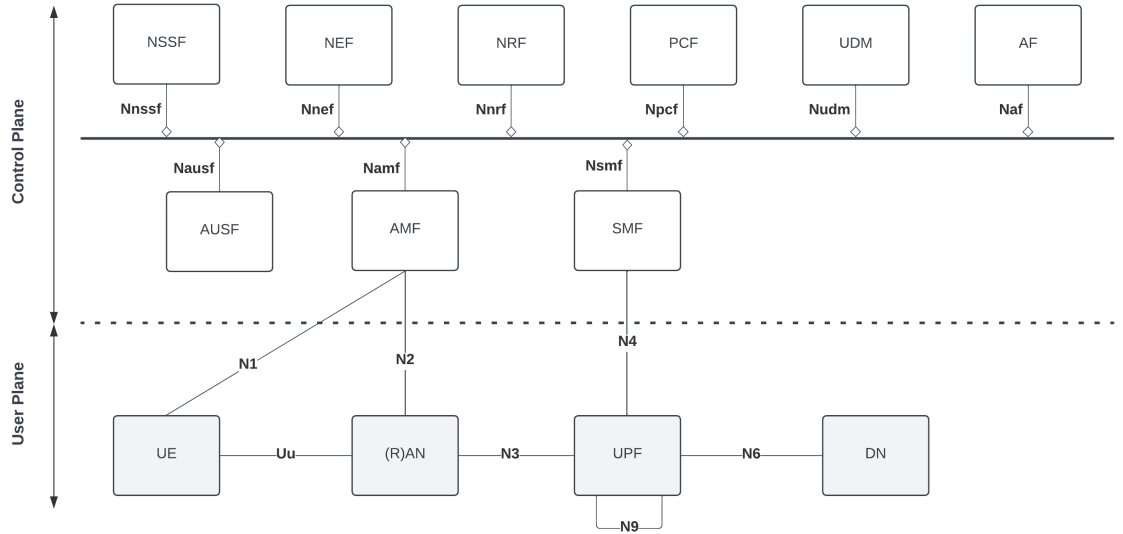 NSSF
NEF
NRF
PCF
UDM
AF
Nnssf
Nnef
Nnrf
Npcf
Nudm
Naf
Control Plane
Nausf
Namf
Nsmf
AUSF
AMF
SMF
N4
N1
N2
User Plane
UE
Uu
(R)AN
N3
UPF
N6
DN
N9